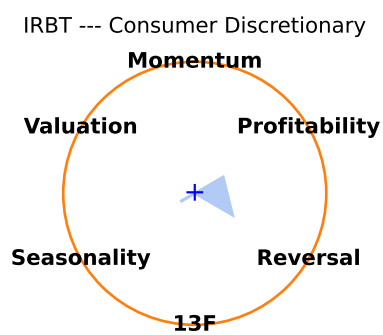 IRBT --- Consumer Discretionary
Momentum
Valuation
Profitability
Seasonality
Reversal
13F